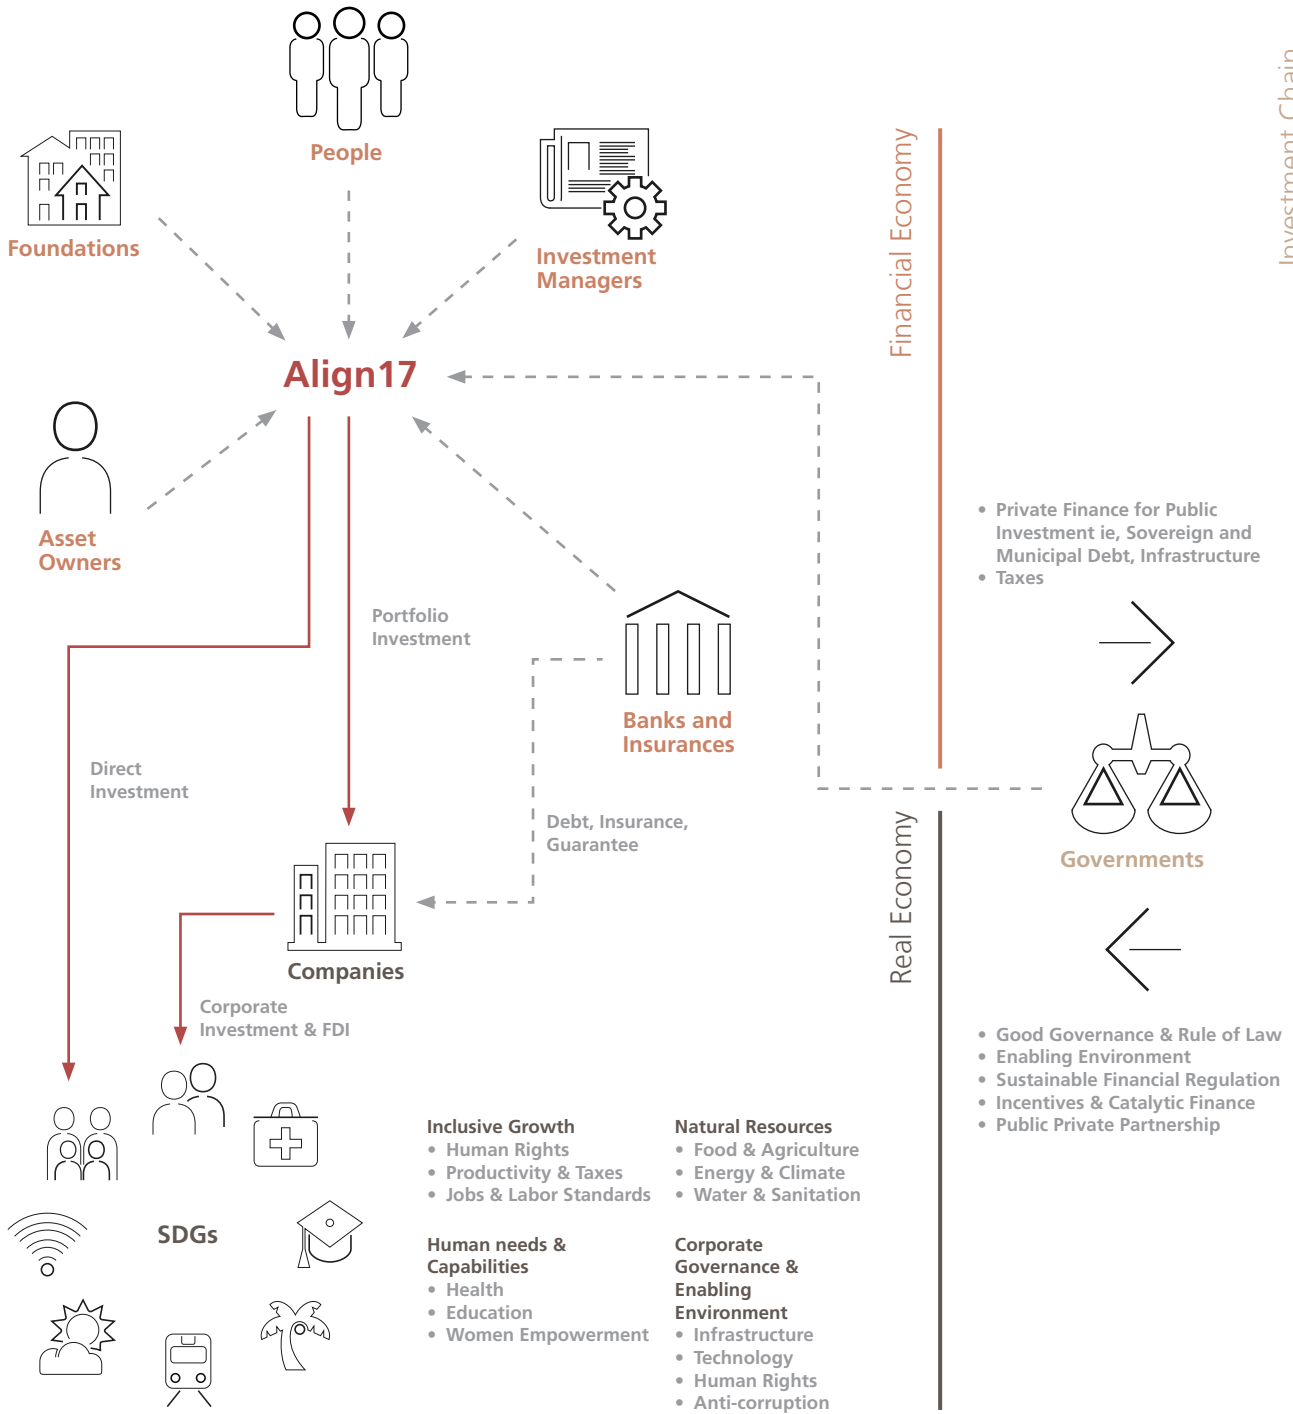 People
Foundations
Investment
Managers
Align17
Asset
Owners
Portfolio
Investment
Banks and
Insurances
Direct
Investment
Debt, Insurance,
Guarantee
Companies
Corporate
Investment & FDI
SDGs
Inclusive Growth
• Human Rights
• Productivity & Taxes
• Jobs & Labor Standards
Natural Resources
• Food & Agriculture
• Energy & Climate
• Water & Sanitation
Human needs &
Capabilities
• Health
• Education
• Women Empowerment
Corporate
Governance &
Enabling
Environment
• Infrastructure
• Technology
• Human Rights
• Anti-corruption
Financial Economy
Real Economy
Investment Chain
• Private Finance for Public
Investment ie, Sovereign and
Municipal Debt, Infrastructure
• Taxes
Governments
• Good Governance & Rule of Law
• Enabling Environment
• Sustainable Financial Regulation
• Incentives & Catalytic Finance
• Public Private Partnership